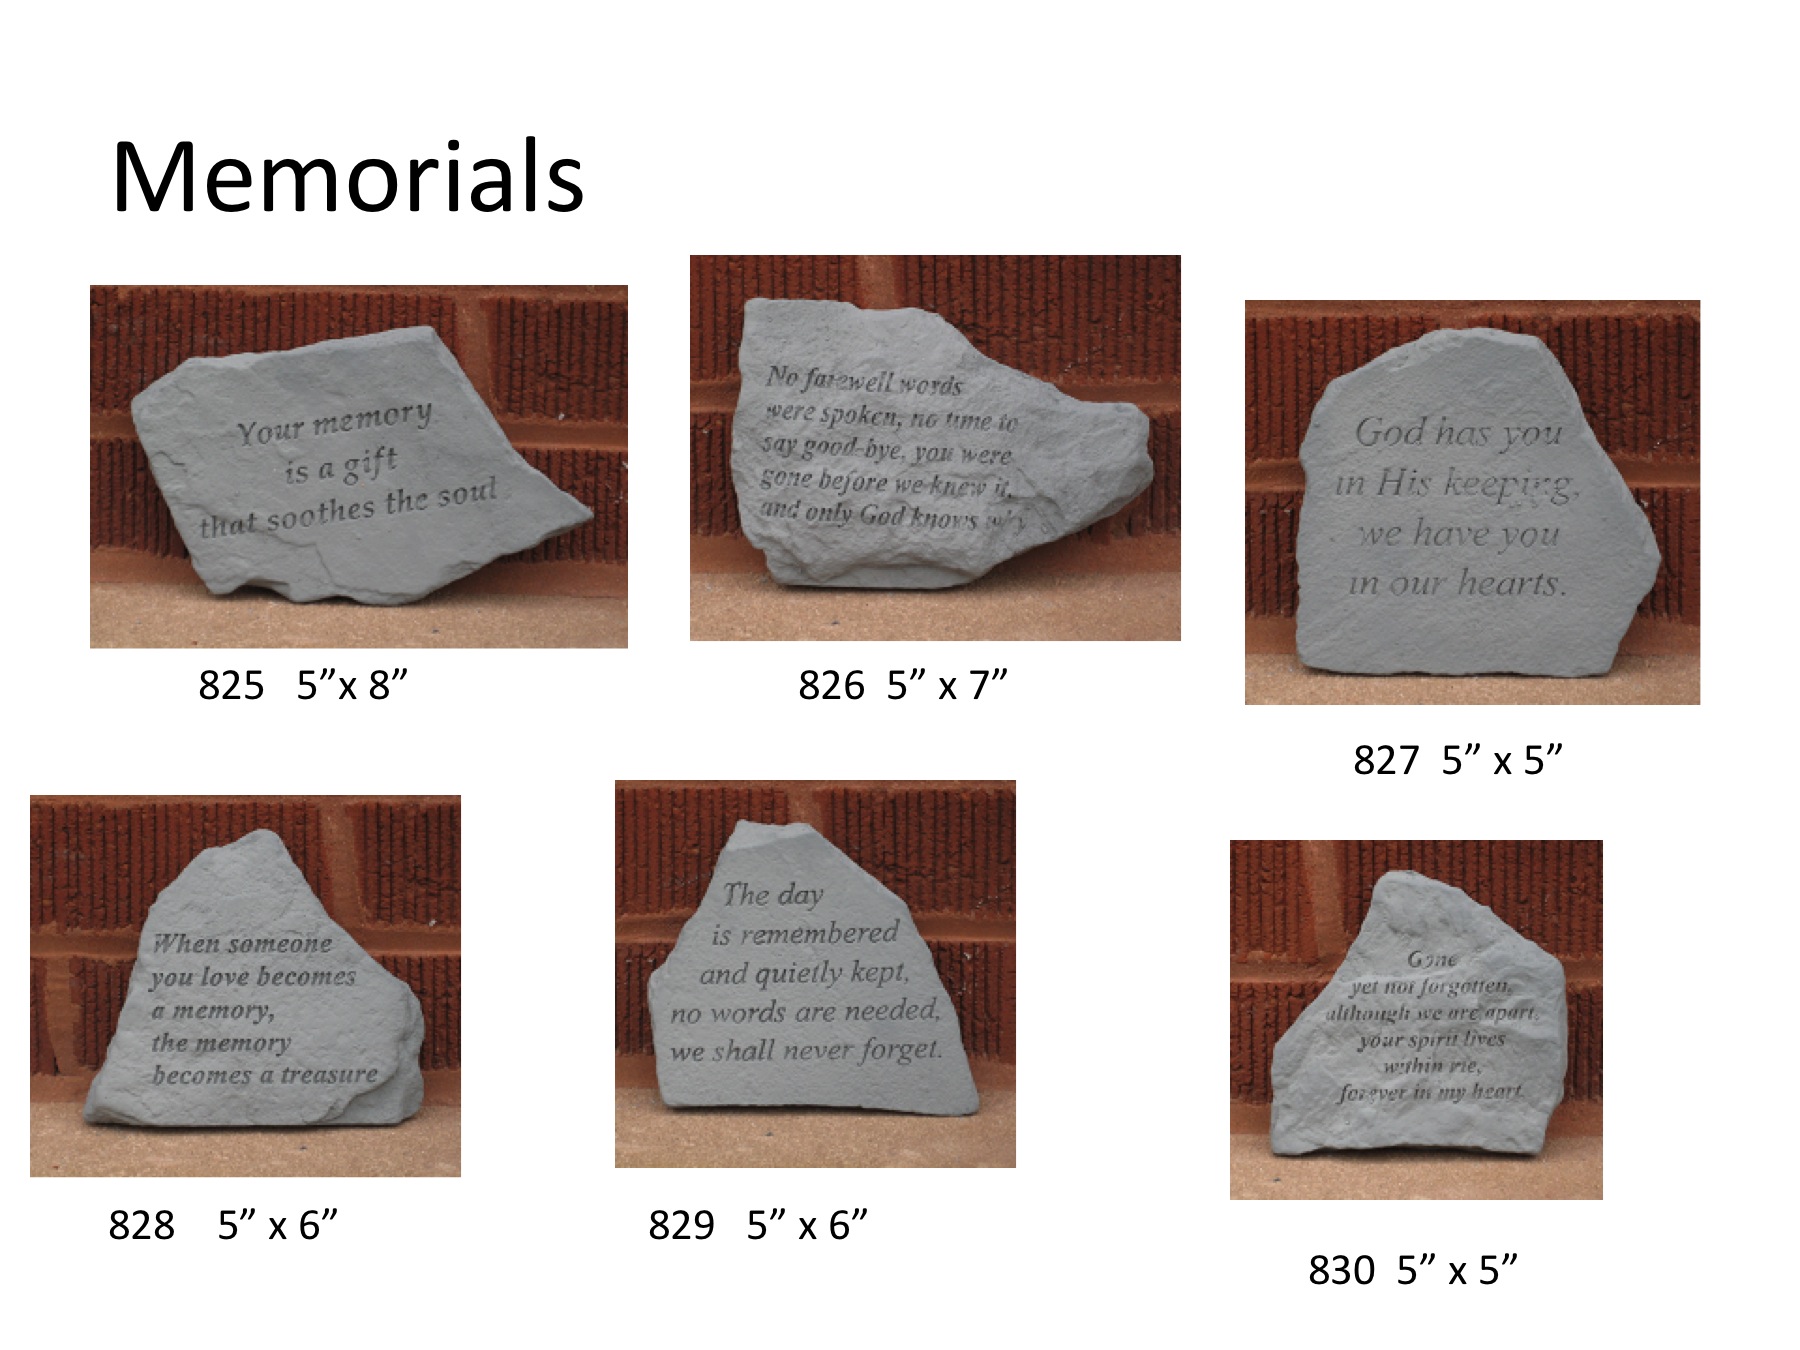 Memorials
Your memory
is a gift
that soothes the soul
825 5”x 8”
No farewell words
were spoken, no time to
say good-bye, you were
gone before we knew it,
and only God knows why
826 5” x 7”
God has you
in His keeping,
we have you
in our hearts.
827 5” x 5”
When someone
you love becomes
a memory,
the memory
becomes a treasure
828 5” x 6”
The day
is remembered
and quietly kept,
no words are needed,
we shall never forget.
829 5” x 6”
Gone
yet not forgotten,
although we are apart,
your spirit lives
within me,
forever in my heart.
830 5” x 5”